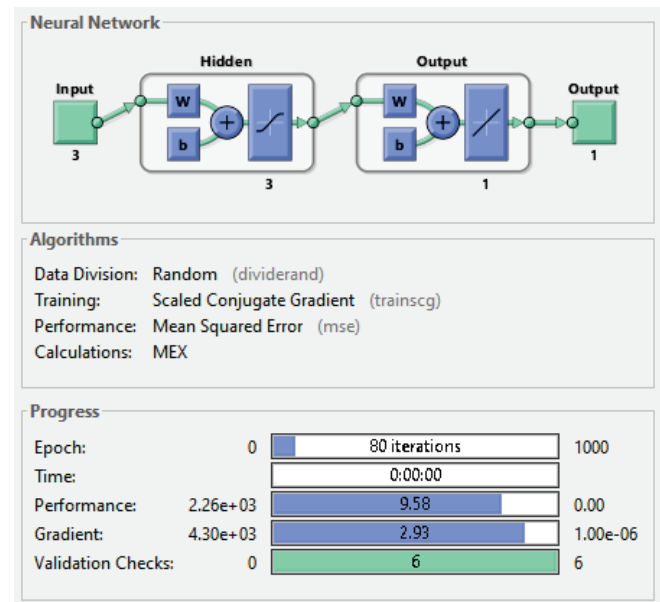 Neural Network
Hidden
Output
Input
Output
W
b
+
W
b
+
3
3
1
1
Algorithms
Data Division: Random (dividerand)
Training: Scaled Conjugate Gradient (trainscg)
Performance: Mean Squared Error (mse)
Calculations: MEX
Progress
Epoch: 0 80 iterations 1000
Time: 0:00:00
Performance: 2.26e+03 9.58 0.00
Gradient: 4.30e+03 2.93 1.00e-06
Validation Checks: 0 6 6